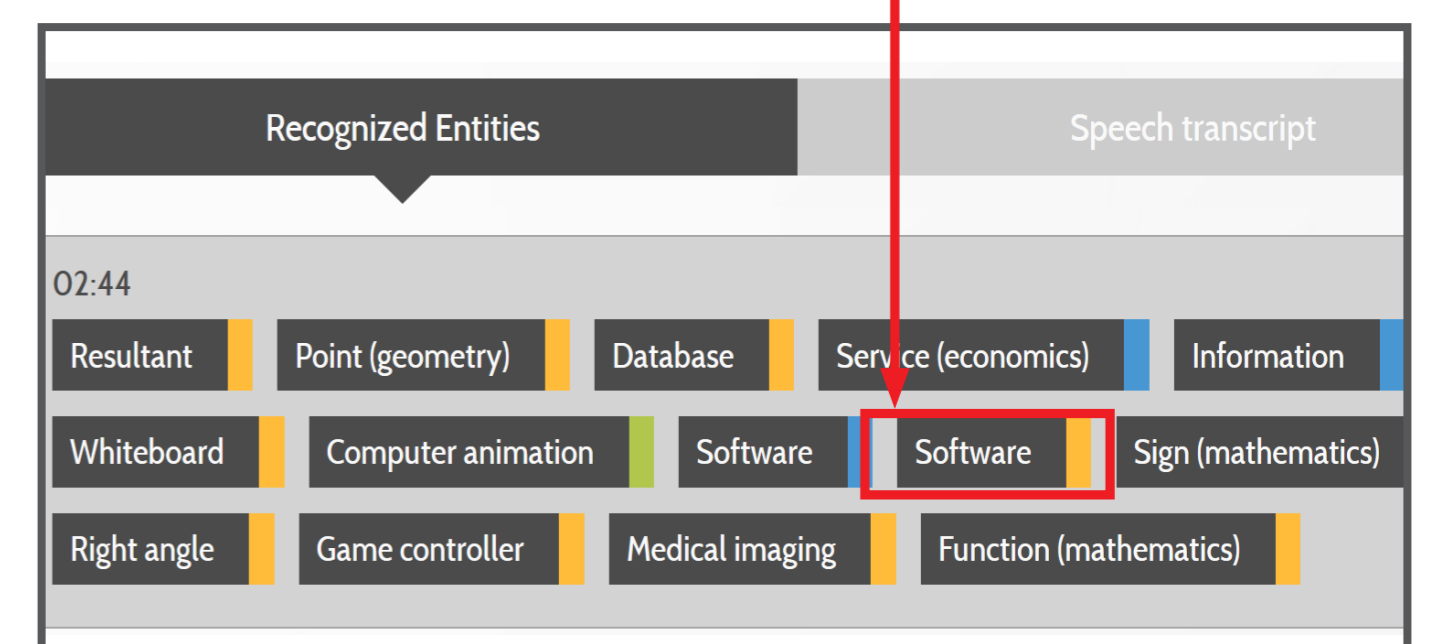 Recognized Entities Speech transcript
02:44
Resultant Point (geometry) Database Service (economics) Information
Whiteboard Computer animation Software Software Sign (mathematics)
Right angle Game controller Medical imaging Function (mathematics)